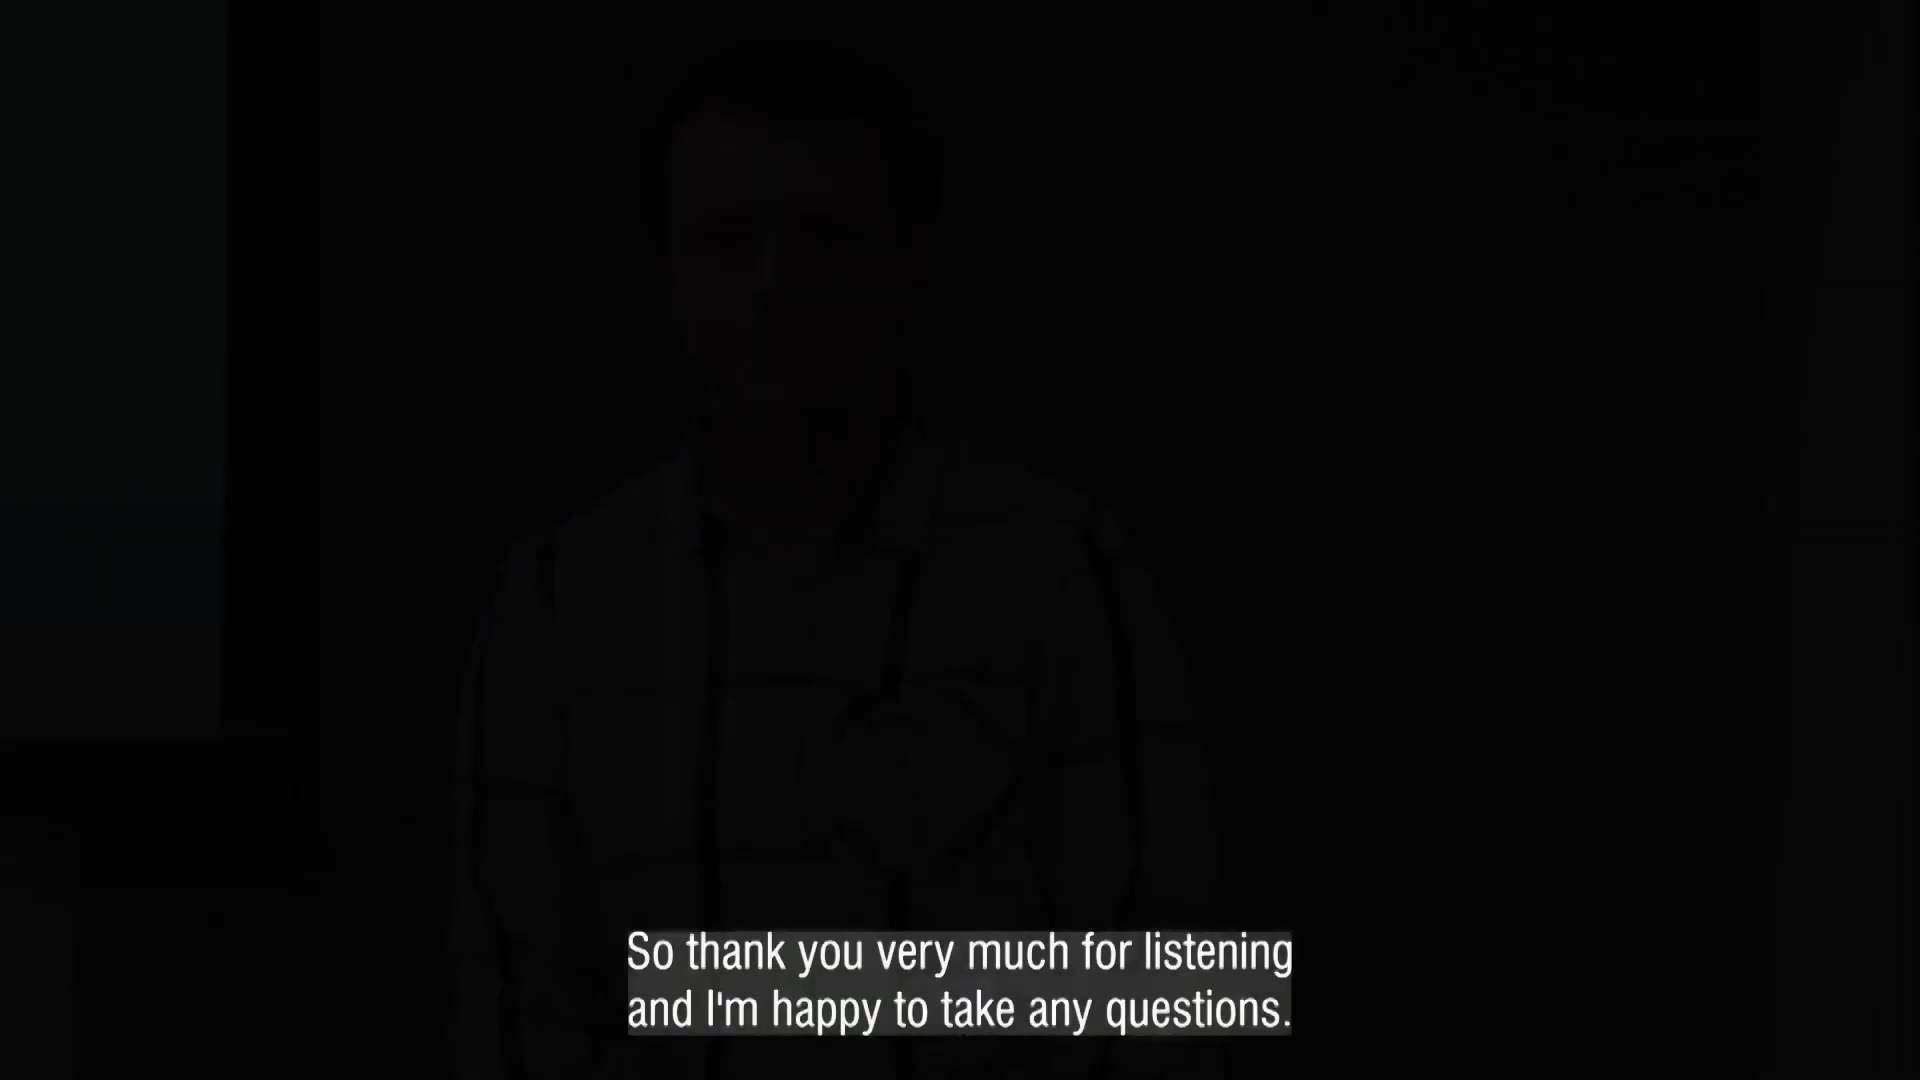 So thank you very much for listening
and I'm happy to take any questions.